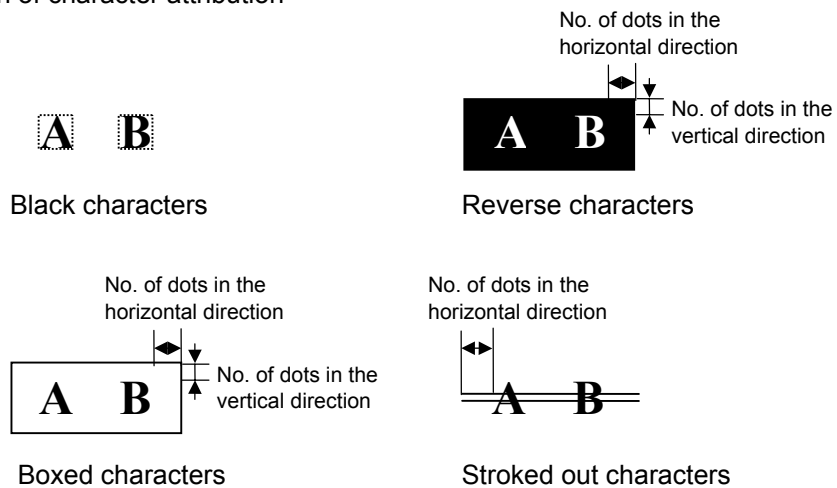 of character attribution
No. of dots in the
horizontal direction
No. of dots in the
vertical direction
A B
A B
Black characters
Reverse characters
No. of dots in the
horizontal direction
No. of dots in the
vertical direction
No. of dots in the
horizontal direction
A B
A B
Boxed characters
Stroked out characters